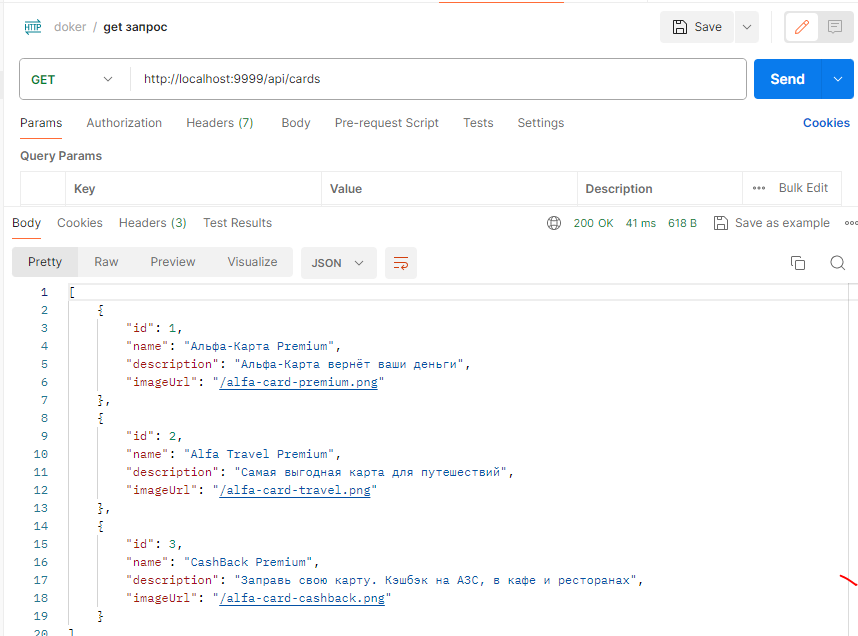 HTTP doker / get запрос Save
GET http://localhost:9999/api/cards Send
Params Authorization Headers (7) Body Pre-request Script Tests Settings Cookies
Query Params
Key Value Description ••• Bulk Edit
Body Cookies Headers (3) Test Results 200 OK 41 ms 618 B Save as example •••
Pretty Raw Preview Visualize JSON
1 [
2 {
3 "id": 1,
4 "name": "Альфа-Карта Premium",
5 "description": "Альфа-Карта вернёт ваши деньги",
6 "imageUrl": "/alfa-card-premium.png"
7 },
8 {
9 "id": 2,
10 "name": "Alfa Travel Premium",
11 "description": "Самая выгодная карта для путешествий",
12 "imageUrl": "/alfa-card-travel.png"
13 },
14 {
15 "id": 3,
16 "name": "CashBack Premium",
17 "description": "Заправь свою карту. Кэшбэк на АЗС, в кафе и ресторанах",
18 "imageUrl": "/alfa-card-cashback.png"
19 }
20 ]